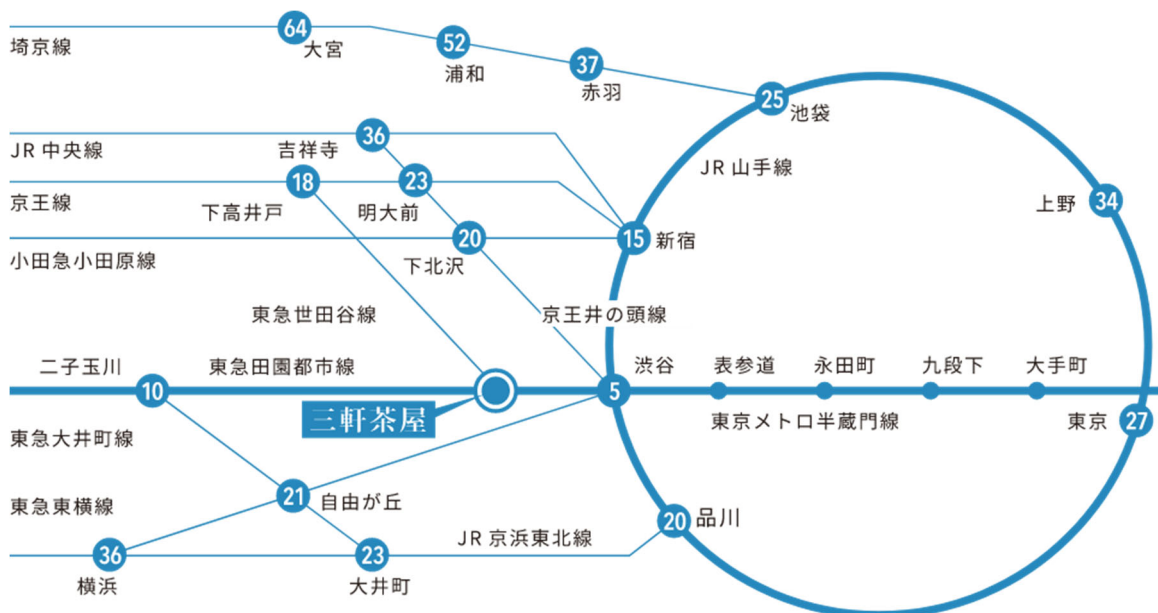 64
埼京線
大宮
52
浦和
37
赤羽
25
池袋
36
JR中央線
吉祥寺
JR山手線
18
23
京王線
下高井戸
明大前
34
上野
20
15
新宿
小田急小田原線
下北沢
東急世田谷線
京王井の頭線
二子玉川
東急田園都市線
渋谷
表参道
永田町
九段下
大手町
10
5
三軒茶屋
東京メトロ半蔵門線
東京
27
東急大井町線
21
自由が丘
東急東横線
20
品川
JR京浜東北線
36
23
横浜
大井町